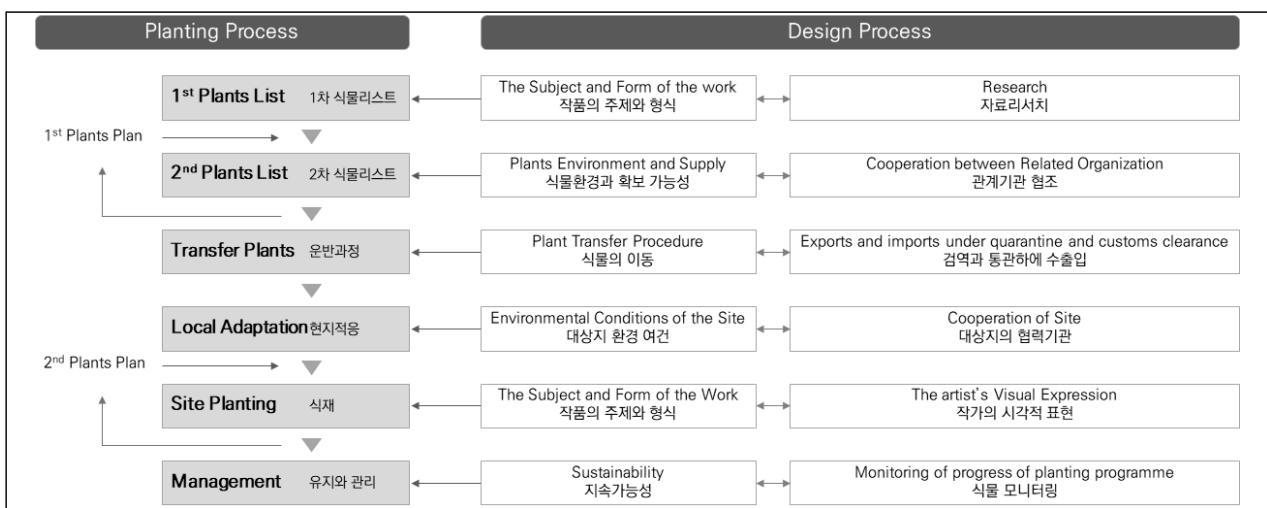 Planting Process
Design Process
1st Plants List 1차 식물리스트
The Subject and Form of the work
작품의 주제와 형식
Research
자료리서치
1st Plants Plan
2nd Plants List 2차 식물리스트
Plants Environment and Supply
식물환경과 확보 가능성
Cooperation between Related Organization
관계기관 협조
Transfer Plants 운반과정
Plant Transfer Procedure
식물의 이동
Exports and imports under quarantine and customs clearance
검역과 통관하에 수출입
Local Adaptation 현지적응
Environmental Conditions of the Site
대상지 환경 여건
Cooperation of Site
대상지의 협력기관
2nd Plants Plan
Site Planting 식재
The Subject and Form of the Work
작품의 주제와 형식
The artist's Visual Expression
작가의 시각적 표현
Management 유지와 관리
Sustainability
지속가능성
Monitoring of progress of planting programme
식물 모니터링